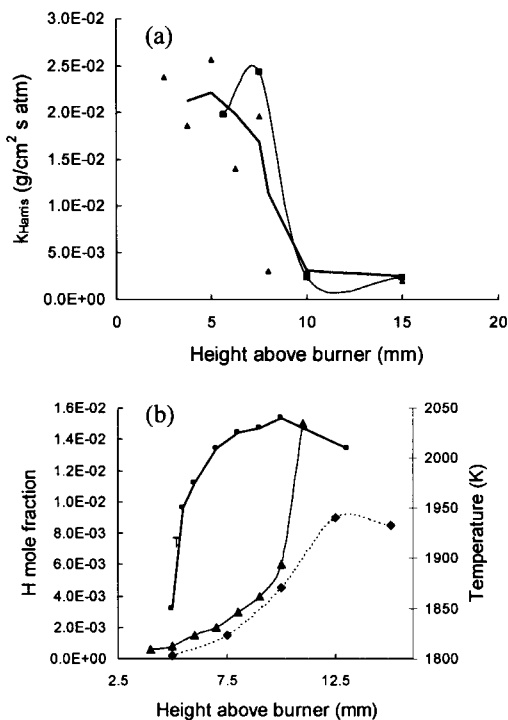 (a)
3.0E-02
2.5E-02
2.0E-02
1.5E-02
1.0E-02
5.0E-03
0.0E+00
k_Harris (g/cm² s atm)
0 5 10 15 20
Height above burner (mm)
(b)
1.6E-02
1.4E-02
1.2E-02
1.0E-02
8.0E-03
6.0E-03
4.0E-03
2.0E-03
0.0E+00
H mole fraction
T
2050
2000
1950
1900
1850
1800
Temperature (K)
2.5 7.5 12.5
Height above burner (mm)